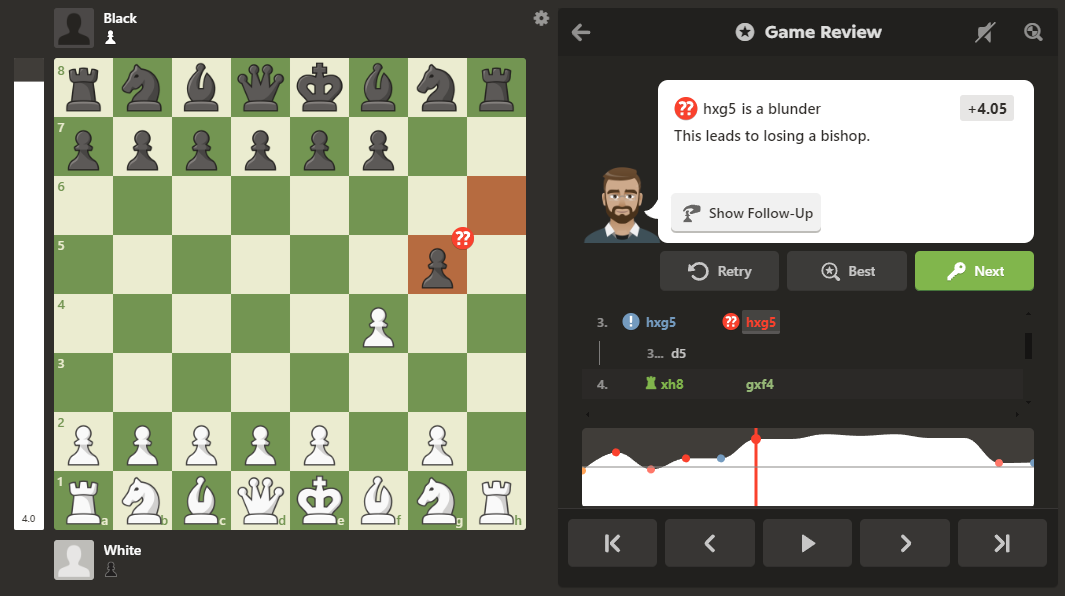 Black
Game Review
?? hxg5 is a blunder
+4.05
This leads to losing a bishop.
Show Follow-Up
Retry
Best
Next
3. ! hxg5 ?? hxg5
3... d5
4. xh8 gxf4
8
7
6
5
4
3
2
1
a b c d e f g h
??
4.0
White